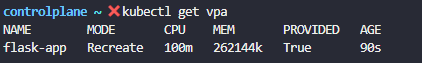 controlplane ~ ✖kubectl get vpa
NAME        MODE       CPU    MEM       PROVIDED   AGE
flask-app   Recreate   100m   262144k   True       90s